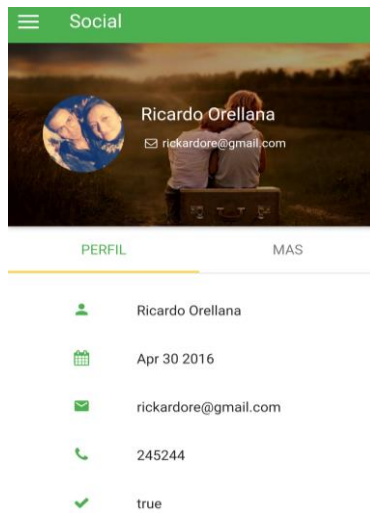 Social
Ricardo Orellana
rickardore@gmail.com
PERFIL MAS
Ricardo Orellana
Apr 30 2016
rickardore@gmail.com
245244
true